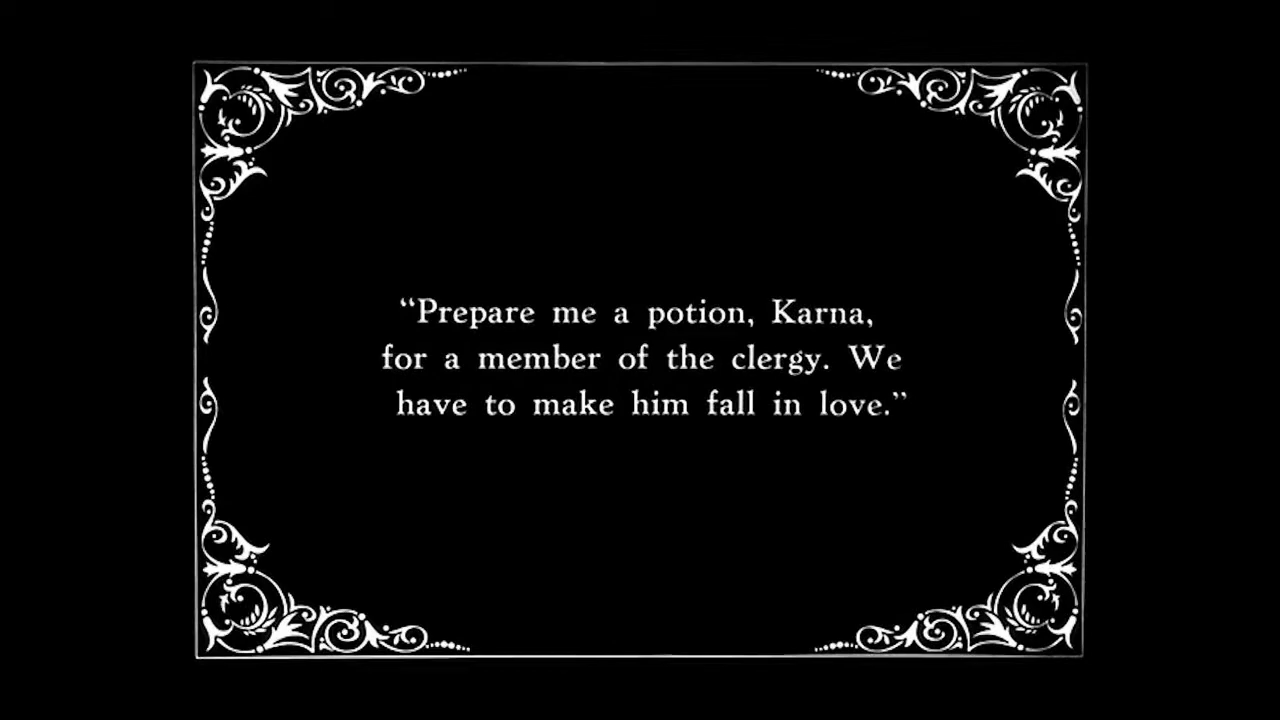 “Prepare me a potion, Karna,
for a member of the clergy. We
have to make him fall in love.”